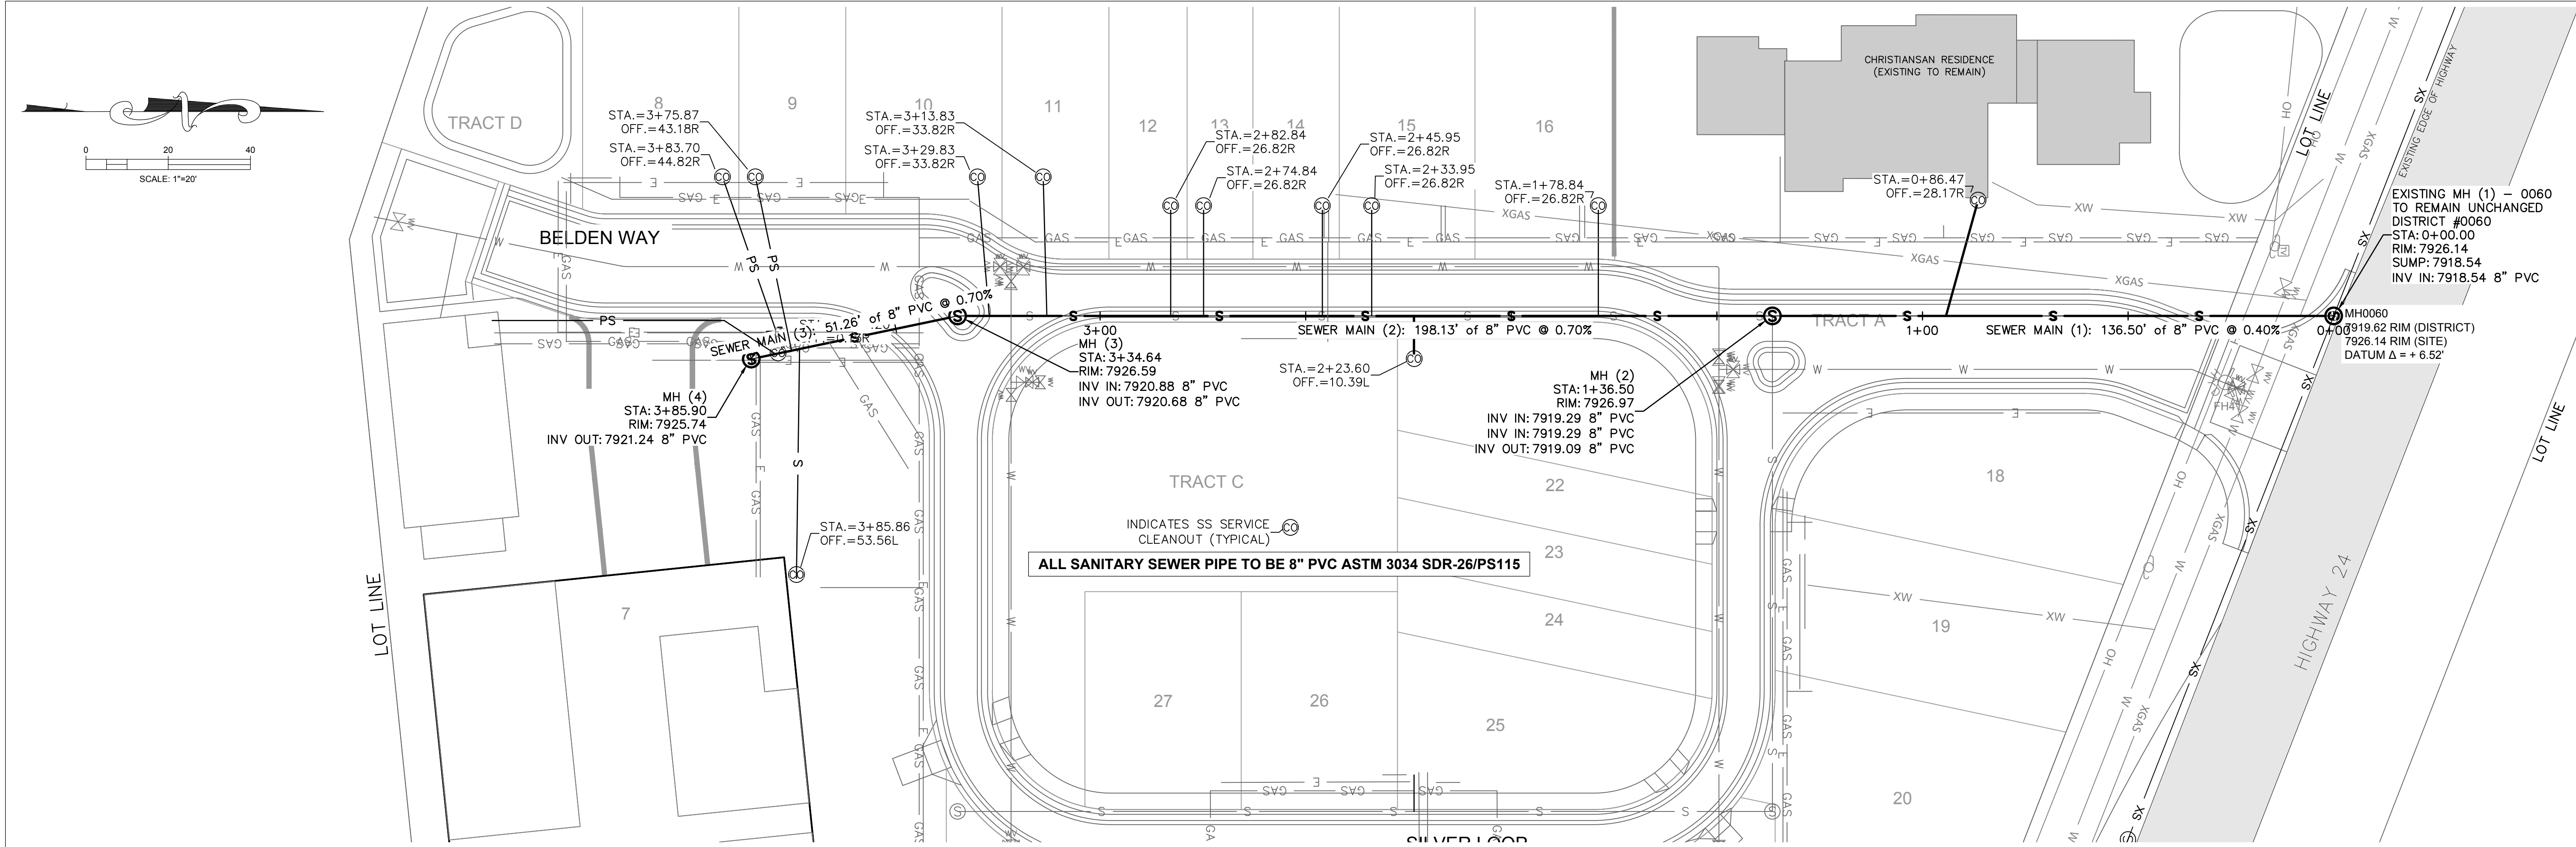 0 20 40
SCALE: 1"=20'
TRACT D
8
9
10
11
12
13
14
15
16
STA.=3+75.87
OFF.=43.18R
STA.=3+83.70
OFF.=44.82R
STA.=3+13.83
OFF.=33.82R
STA.=3+29.83
OFF.=33.82R
STA.=2+82.84
OFF.=26.82R
STA.=2+74.84
OFF.=26.82R
STA.=2+45.95
OFF.=26.82R
STA.=2+33.95
OFF.=26.82R
STA.=1+78.84
OFF.=26.82R
CHRISTIANSAN RESIDENCE
(EXISTING TO REMAIN)
STA.=0+86.47
OFF.=28.17R
LOT LINE
EXISTING EDGE OF HIGHWAY
EXISTING MH (1) - 0060
TO REMAIN UNCHANGED
DISTRICT #0060
STA: 0+00.00
RIM: 7926.14
SUMP: 7918.54
INV IN: 7918.54 8" PVC
BELDEN WAY
SEWER MAIN (3): 51.26' of 8" PVC @ 0.70%
3+00
SEWER MAIN (2): 198.13' of 8" PVC @ 0.70%
TRACT A
1+00
SEWER MAIN (1): 136.50' of 8" PVC @ 0.40%
0+00
MH0060
7919.62 RIM (DISTRICT)
7926.14 RIM (SITE)
DATUM Δ = + 6.52'
MH (3)
STA: 3+34.64
RIM: 7926.59
INV IN: 7920.88 8" PVC
INV OUT: 7920.68 8" PVC
STA.=2+23.60
OFF.=10.39L
MH (2)
STA: 1+36.50
RIM: 7926.97
INV IN: 7919.29 8" PVC
INV IN: 7919.29 8" PVC
INV OUT: 7919.09 8" PVC
MH (4)
STA: 3+85.90
RIM: 7925.74
INV OUT: 7921.24 8" PVC
TRACT C
INDICATES SS SERVICE
CLEANOUT (TYPICAL)
CO
ALL SANITARY SEWER PIPE TO BE 8" PVC ASTM 3034 SDR-26/PS115
STA.=3+85.86
OFF.=53.56L
LOT LINE
7
22
23
24
25
26
27
18
19
20
HIGHWAY 24
LOT LINE